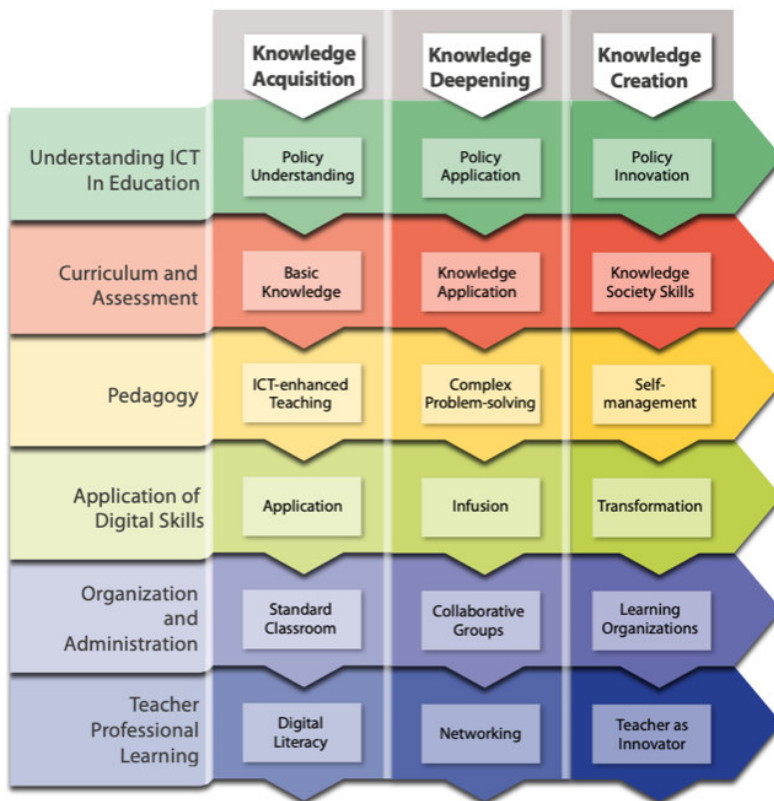 Knowledge
Acquisition
Knowledge
Deepening
Knowledge
Creation
Understanding ICT
In Education
Policy
Understanding
Policy
Application
Policy
Innovation
Curriculum and
Assessment
Basic
Knowledge
Knowledge
Application
Knowledge
Society Skills
Pedagogy
ICT-enhanced
Teaching
Complex
Problem-solving
Self-
management
Application of
Digital Skills
Application
Infusion
Transformation
Organization
and
Administration
Standard
Classroom
Collaborative
Groups
Learning
Organizations
Teacher
Professional
Learning
Digital
Literacy
Networking
Teacher as
Innovator